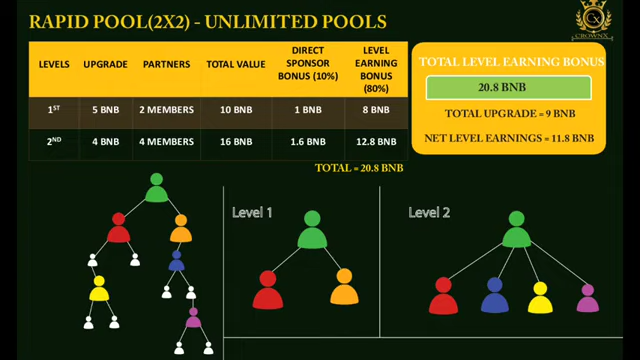 RAPID POOL(2X2) - UNLIMITED POOLS
CX
CROWNX
LEVELS UPGRADE PARTNERS TOTAL VALUE DIRECT SPONSOR BONUS (10%) LEVEL EARNING BONUS (80%)
1ST 5 BNB 2 MEMBERS 10 BNB 1 BNB 8 BNB
2ND 4 BNB 4 MEMBERS 16 BNB 1.6 BNB 12.8 BNB
TOTAL = 20.8 BNB
TOTAL LEVEL EARNING BONUS
20.8 BNB
TOTAL UPGRADE = 9 BNB
NET LEVEL EARNINGS = 11.8 BNB
Level 1
Level 2